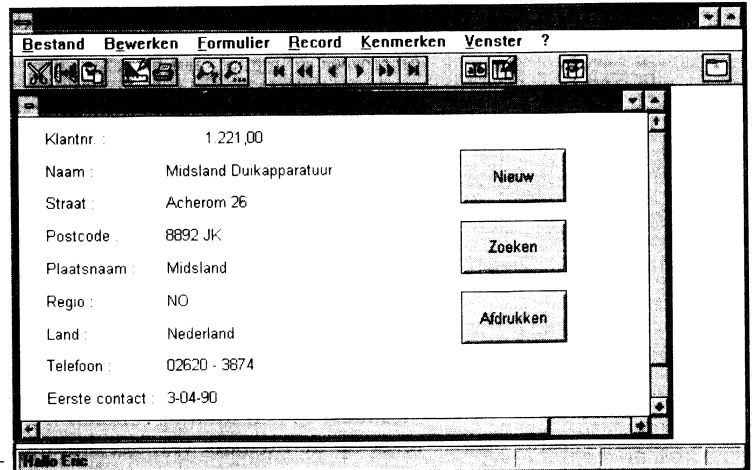 Bestand Bewerken Formulier Record Kenmerken Venster ?
Klantnr. : 1.221,00
Naam : Midsland Duikapparatuur
Straat : Acherom 26
Postcode : 8892 JK
Plaatsnaam : Midsland
Regio : NO
Land : Nederland
Telefoon : 02620 - 3874
Eerste contact : 3-04-90
Nieuw
Zoeken
Afdrukken
Hallo Eric